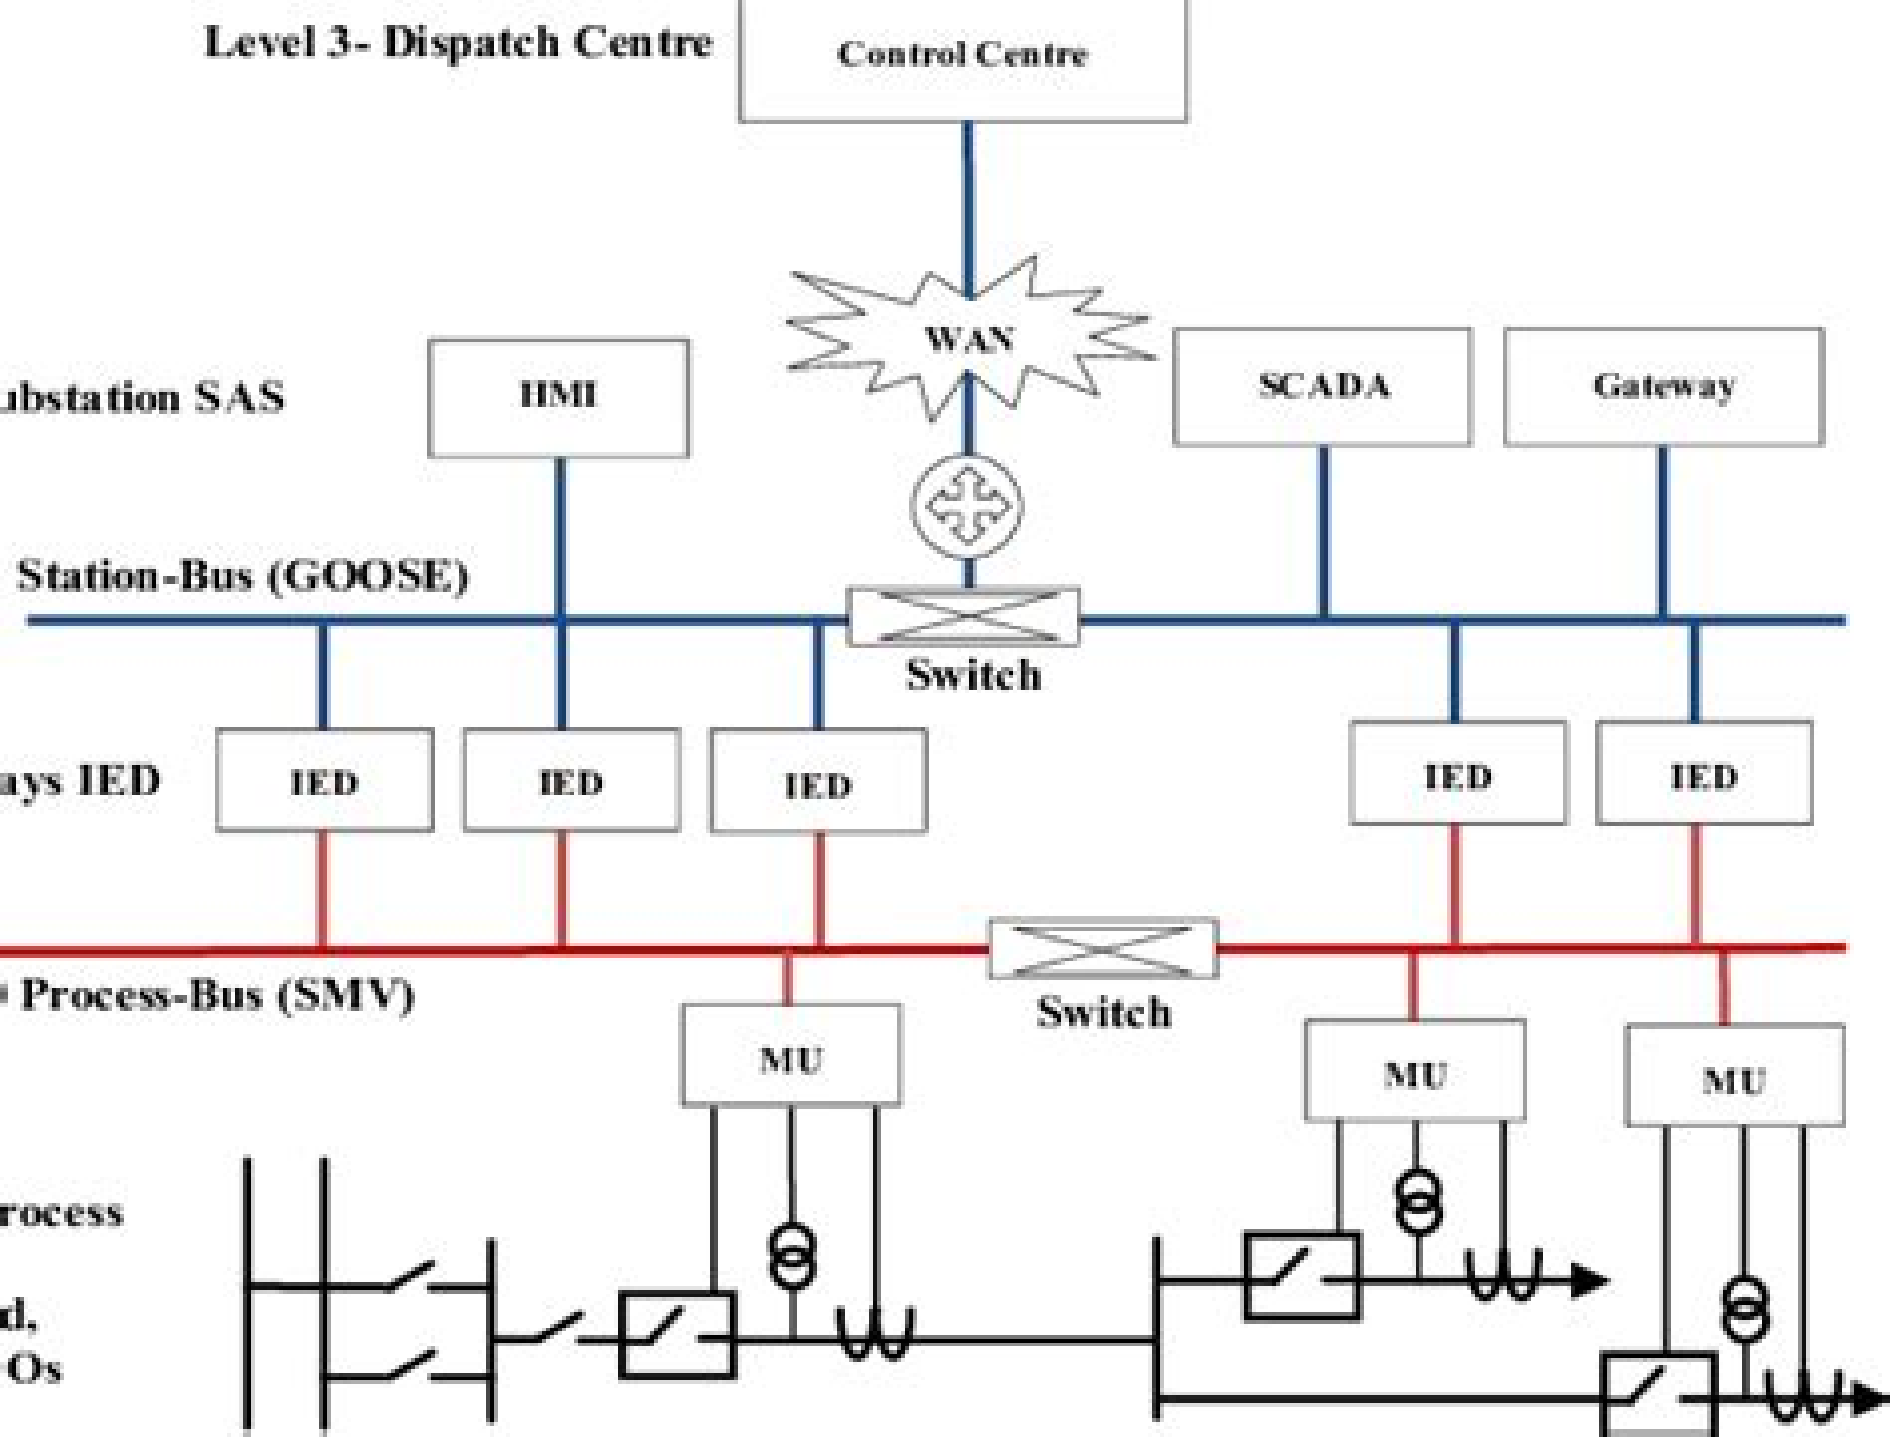 Level 3- Dispatch Centre
Control Centre
WAN
HMI
SCADA
Gateway
ubstation SAS
Station-Bus (GOOSE)
Switch
IED
IED
IED
IED
IED
ays IED
Process-Bus (SMV)
Switch
MU
MU
MU
rocess
d,
Os